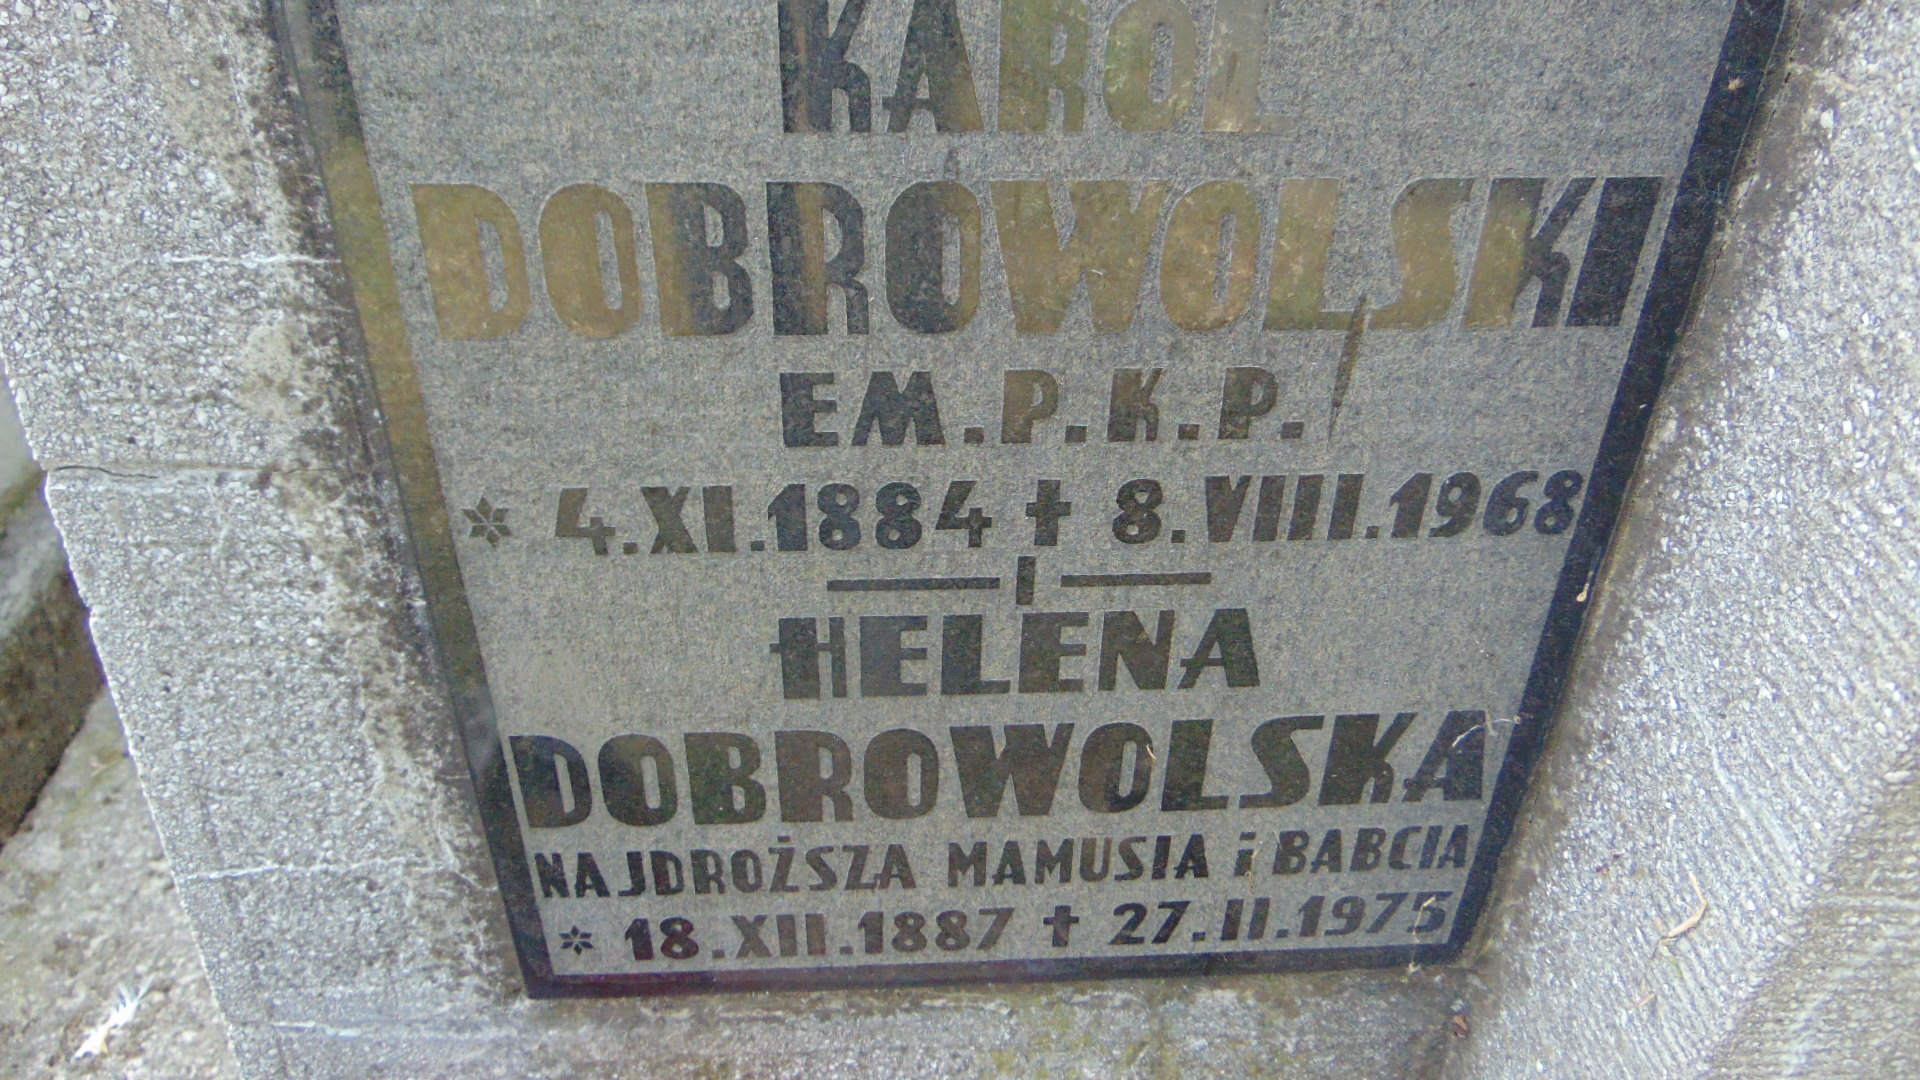 KAROL
DOBROWOLSKI
EM.P.K.P.
* 4.XI.1884 † 8.VIII.1968
— i —
HELENA
DOBROWOLSKA
NAJDROŻSZA MAMUSIA i BABCIA
* 18.XII.1887 † 27.II.1975